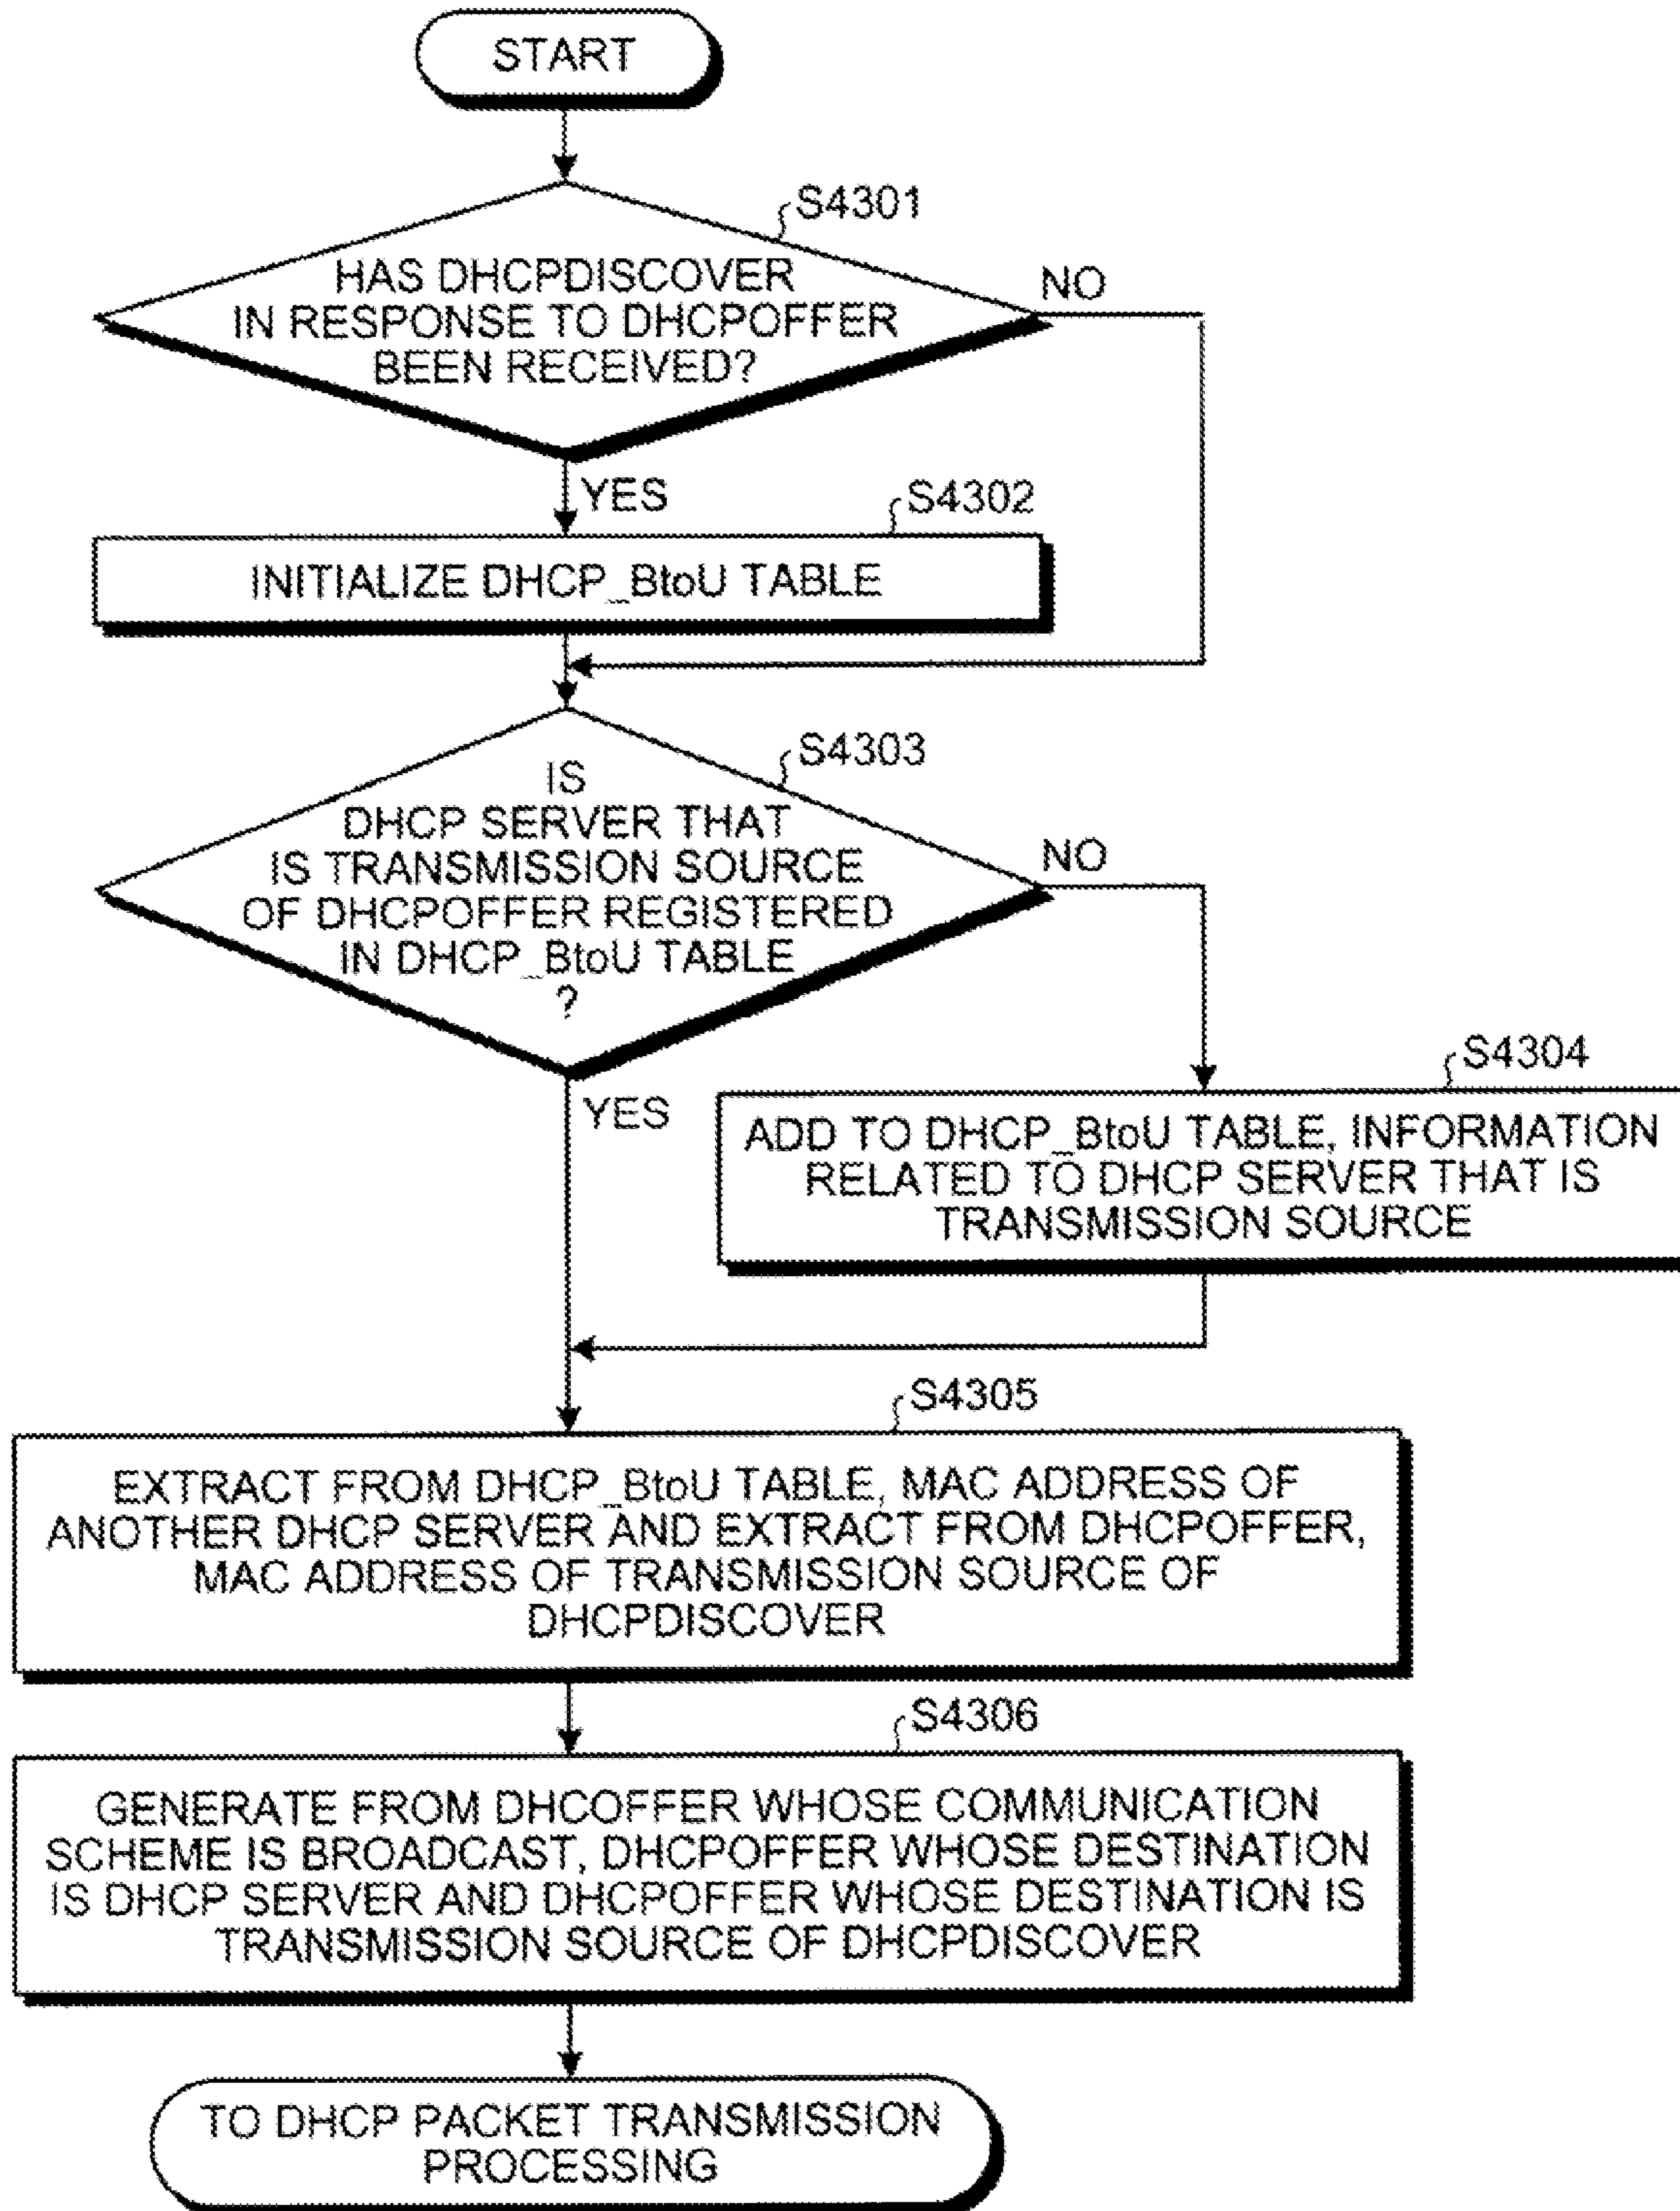 START
S4301
HAS DHCPDISCOVER
IN RESPONSE TO DHCPOFFER
BEEN RECEIVED?
NO
YES
S4302
INITIALIZE DHCP_BtoU TABLE
S4303
IS
DHCP SERVER THAT
IS TRANSMISSION SOURCE
OF DHCPOFFER REGISTERED
IN DHCP_BtoU TABLE
?
NO
YES
S4304
ADD TO DHCP_BtoU TABLE, INFORMATION
RELATED TO DHCP SERVER THAT IS
TRANSMISSION SOURCE
S4305
EXTRACT FROM DHCP_BtoU TABLE, MAC ADDRESS OF
ANOTHER DHCP SERVER AND EXTRACT FROM DHCPOFFER,
MAC ADDRESS OF TRANSMISSION SOURCE OF
DHCPDISCOVER
S4306
GENERATE FROM DHCOFFER WHOSE COMMUNICATION
SCHEME IS BROADCAST, DHCPOFFER WHOSE DESTINATION
IS DHCP SERVER AND DHCPOFFER WHOSE DESTINATION IS
TRANSMISSION SOURCE OF DHCPDISCOVER
TO DHCP PACKET TRANSMISSION
PROCESSING